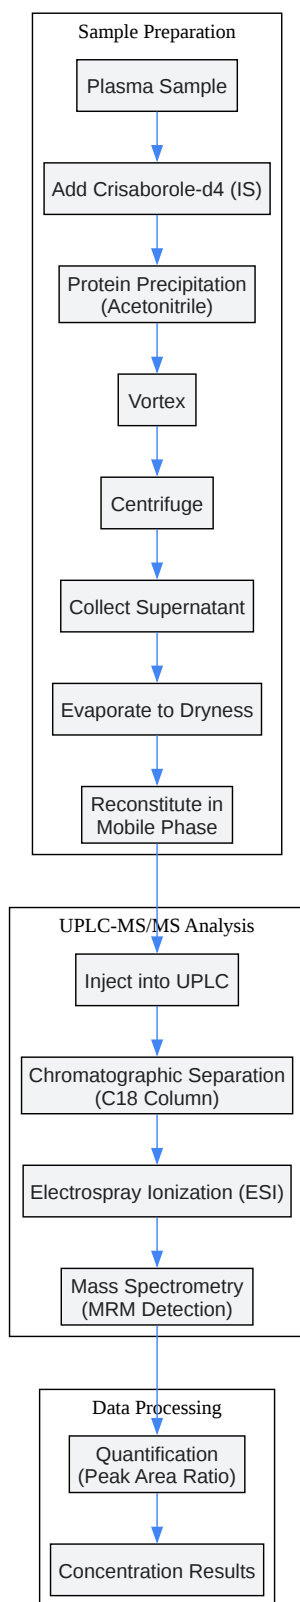 Sample Preparation
Plasma Sample
Add Crisaborole-d4 (IS)
Protein Precipitation
(Acetonitrile)
Vortex
Centrifuge
Collect Supernatant
Evaporate to Dryness
Reconstitute in
Mobile Phase
UPLC-MS/MS Analysis
Inject into UPLC
Chromatographic Separation
(C18 Column)
Electrospray Ionization (ESI)
Mass Spectrometry
(MRM Detection)
Data Processing
Quantification
(Peak Area Ratio)
Concentration Results